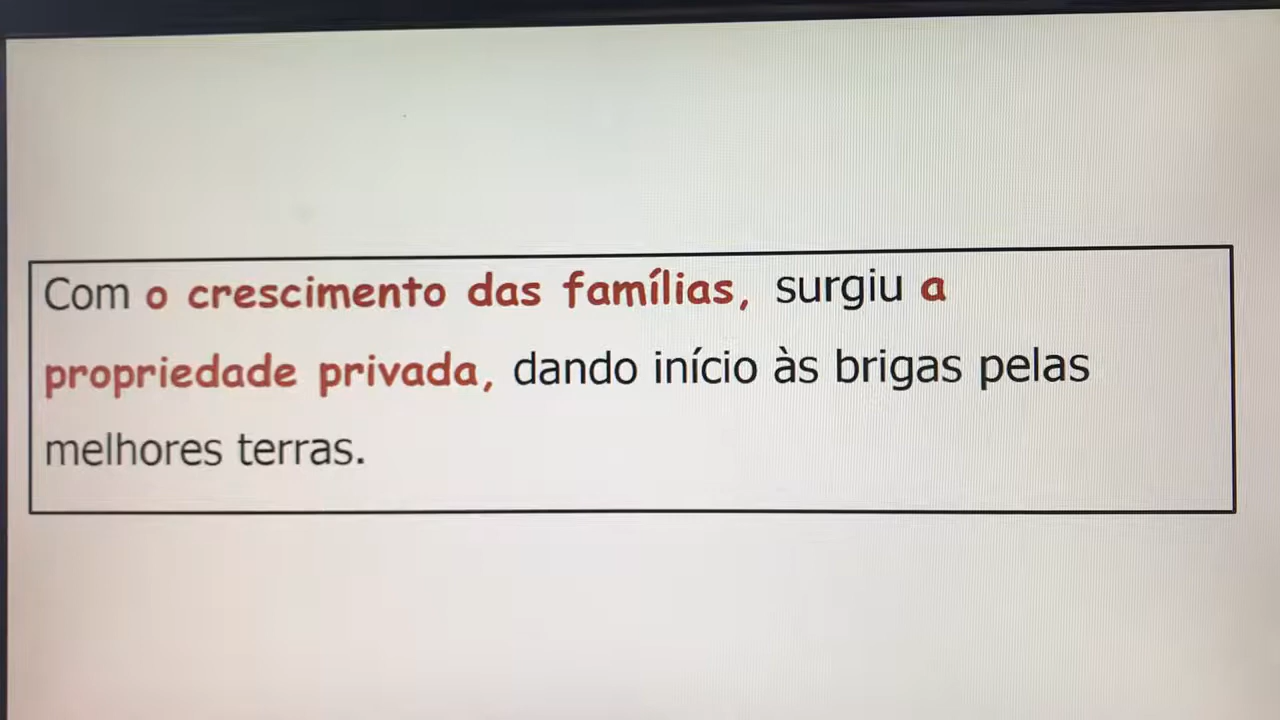 Com o crescimento das famílias, surgiu a
propriedade privada, dando início às brigas pelas
melhores terras.